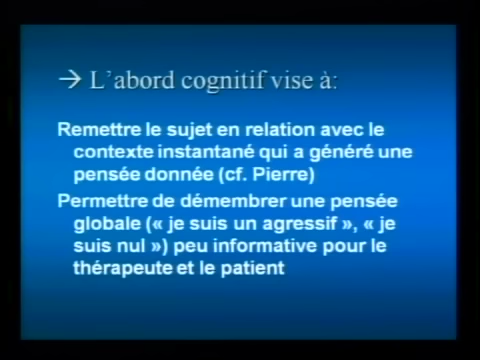 → L'abord cognitif vise à:
Remettre le sujet en relation avec le
contexte instantané qui a généré une
pensée donnée (cf. Pierre)
Permettre de démembrer une pensée
globale (« je suis un agressif », « je
suis nul ») peu informative pour le
thérapeute et le patient